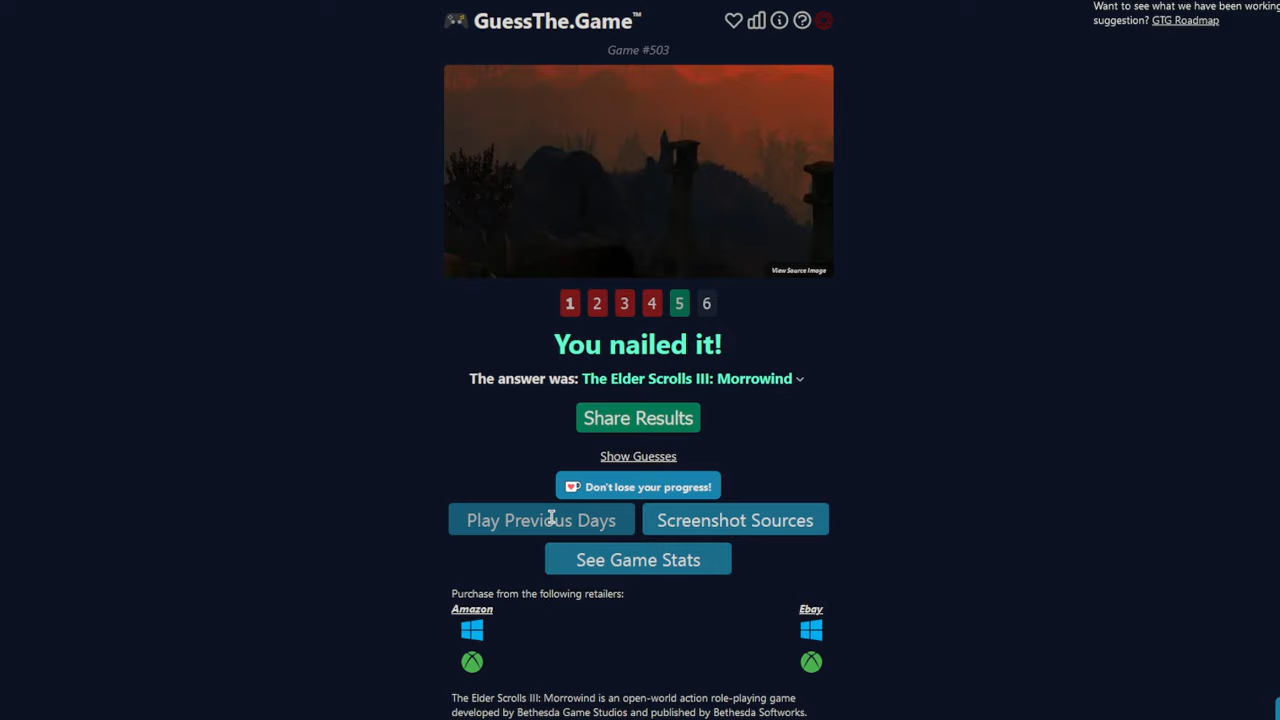 Want to see what we have been working
suggestion? GTG Roadmap
GuessThe.Game™
Game #503
View Source Image
1 2 3 4 5 6
You nailed it!
The answer was: The Elder Scrolls III: Morrowind
Share Results
Show Guesses
Don't lose your progress!
Play Previous Days Screenshot Sources
See Game Stats
Purchase from the following retailers:
Amazon Ebay
The Elder Scrolls III: Morrowind is an open-world action role-playing game
developed by Bethesda Game Studios and published by Bethesda Softworks.